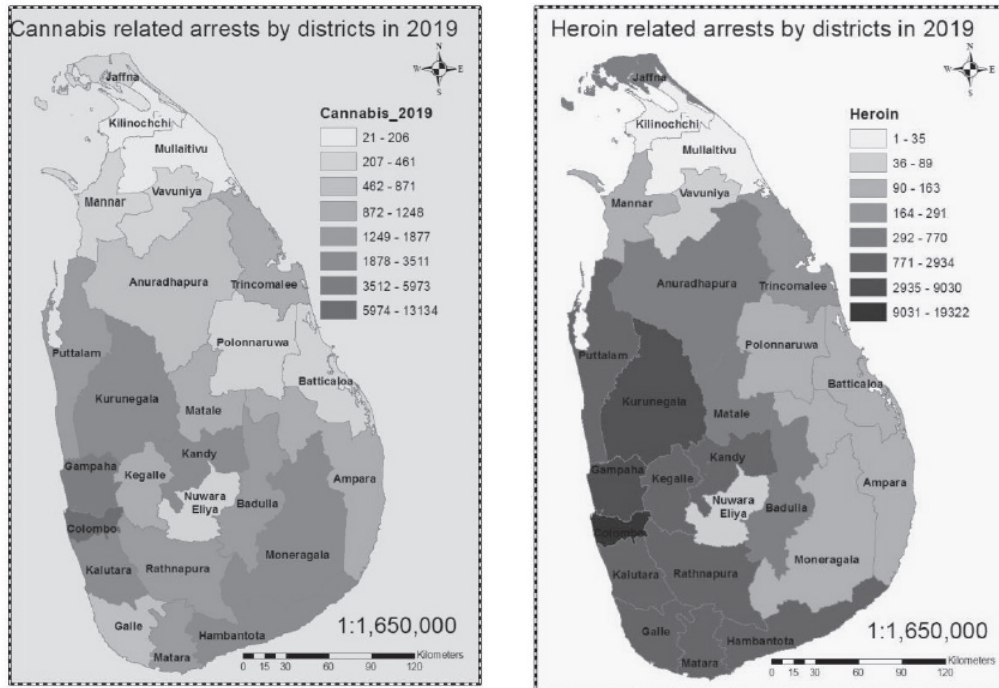 Cannabis related arrests by districts in 2019
N
W E
S
Jaffna
Kilinochchi
Mullaitivu
Vavuniya
Mannar
Anuradhapura
Trincomalee
Polonnaruwa
Puttalam
Batticaloa
Kurunegala
Matale
Kandy
Gampaha
Kegalle
Ampara
Nuwara
Eliya
Badulla
Colombo
Moneragala
Kalutara
Rathnapura
Galle
Hambantota
Matara
Cannabis_2019
21 - 206
207 - 461
462 - 871
872 - 1248
1249 - 1877
1878 - 3511
3512 - 5973
5974 - 13134
1:1,650,000
Kilometers
0 15 30 60 90 120
Heroin related arrests by districts in 2019
N
W E
S
Jaffna
Kilinochchi
Mullaitivu
Vavuniya
Mannar
Anuradhapura
Trincomalee
Polonnaruwa
Puttalam
Batticaloa
Kurunegala
Matale
Kandy
Gampaha
Kegalle
Ampara
Nuwara
Eliya
Badulla
Colombo
Moneragala
Kalutara
Rathnapura
Galle
Hambantota
Matara
Heroin
1 - 35
36 - 89
90 - 163
164 - 291
292 - 770
771 - 2934
2935 - 9030
9031 - 19322
1:1,650,000
Kilometers
0 15 30 60 90 120